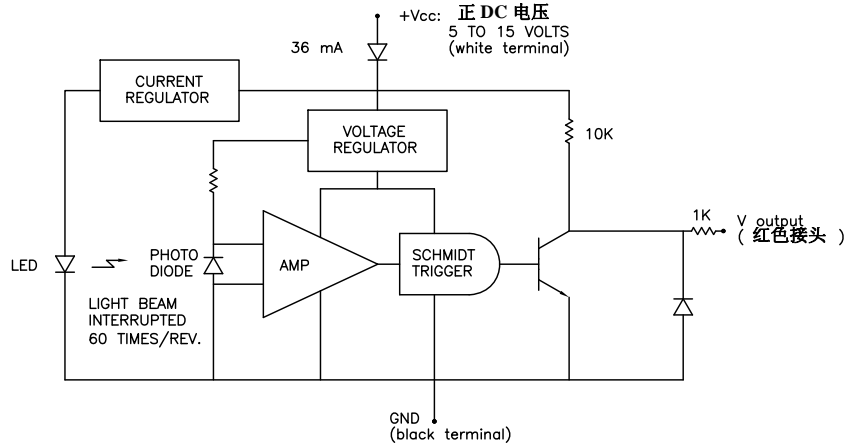 +Vcc: 正 DC 电压
5 TO 15 VOLTS
(white terminal)
36 mA
CURRENT
REGULATOR
VOLTAGE
REGULATOR
10K
1K
V output
( 红色接头 )
LED
PHOTO
DIODE
AMP
SCHMIDT
TRIGGER
LIGHT BEAM
INTERRUPTED
60 TIMES/REV.
GND
(black terminal)